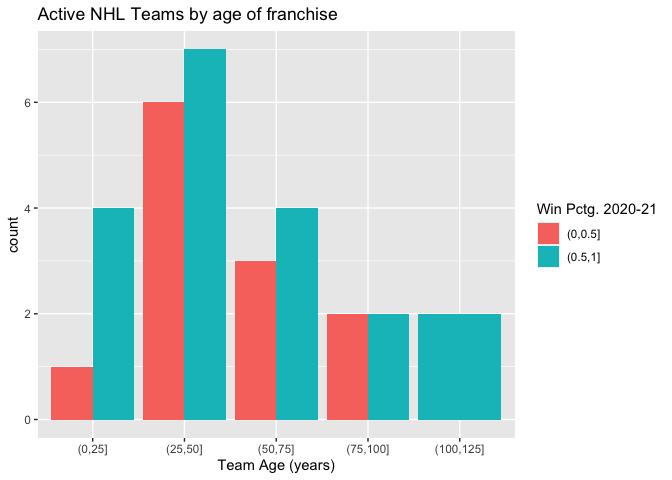 Active NHL Teams by age of franchise
count
6
4
2
0
(0,25]
(25,50]
(50,75]
(75,100]
(100,125]
Team Age (years)
Win Pctg. 2020-21
(0,0.5]
(0.5,1]